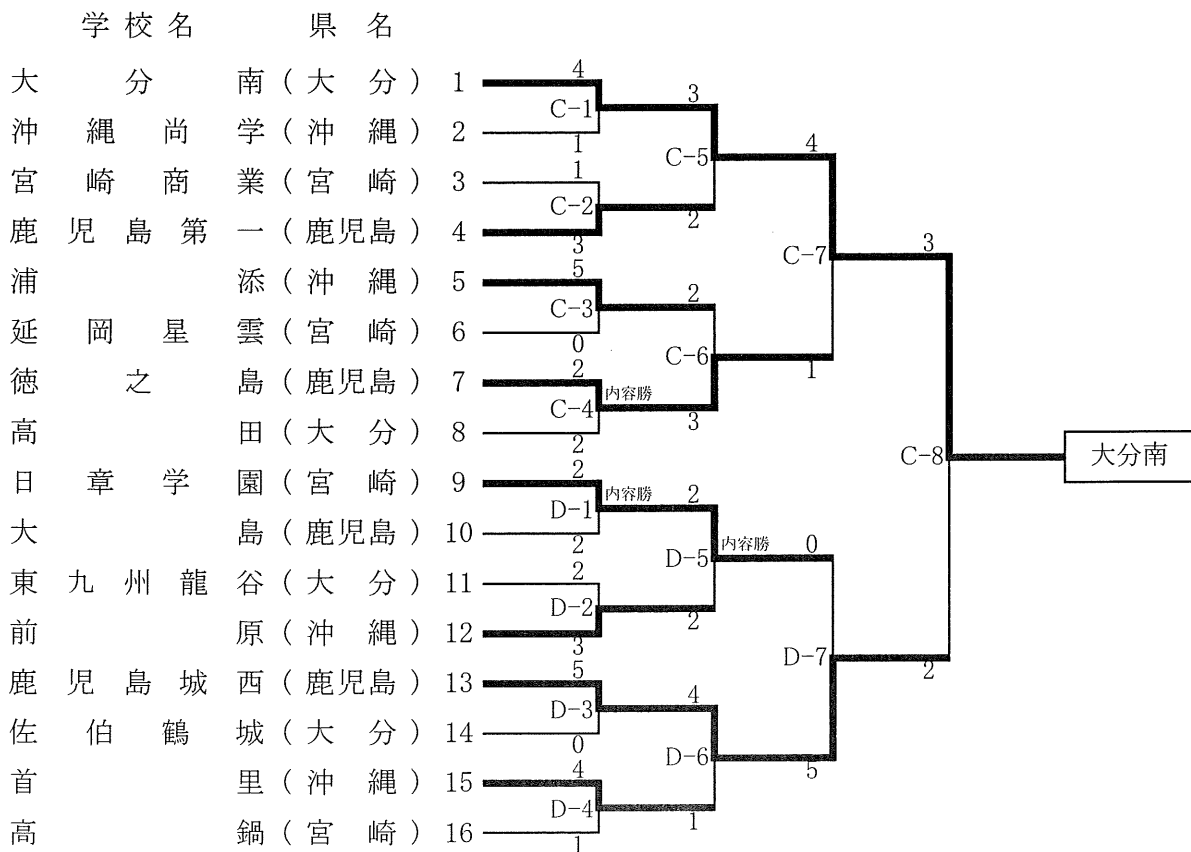 学校名 県名
大分南(大分) 1
沖縄尚学(沖縄) 2
宮崎商業(宮崎) 3
鹿児島第一(鹿児島) 4
浦添(沖縄) 5
延岡星雲(宮崎) 6
徳之島(鹿児島) 7
高田(大分) 8
日章学園(宮崎) 9
大島(鹿児島) 10
東九州龍谷(大分) 11
前原(沖縄) 12
鹿児島城西(鹿児島) 13
佐伯鶴城(大分) 14
首里(沖縄) 15
高鍋(宮崎) 16
4
C-1
1
1
C-2
3
5
C-3
0
2
C-4
2
2
D-1
2
2
D-2
3
5
D-3
0
4
D-4
1
3
C-5
2
2
C-6
内容勝
3
内容勝
2
D-5
2
4
D-6
1
4
C-7
1
内容勝
0
D-7
5
3
C-8
2
大分南